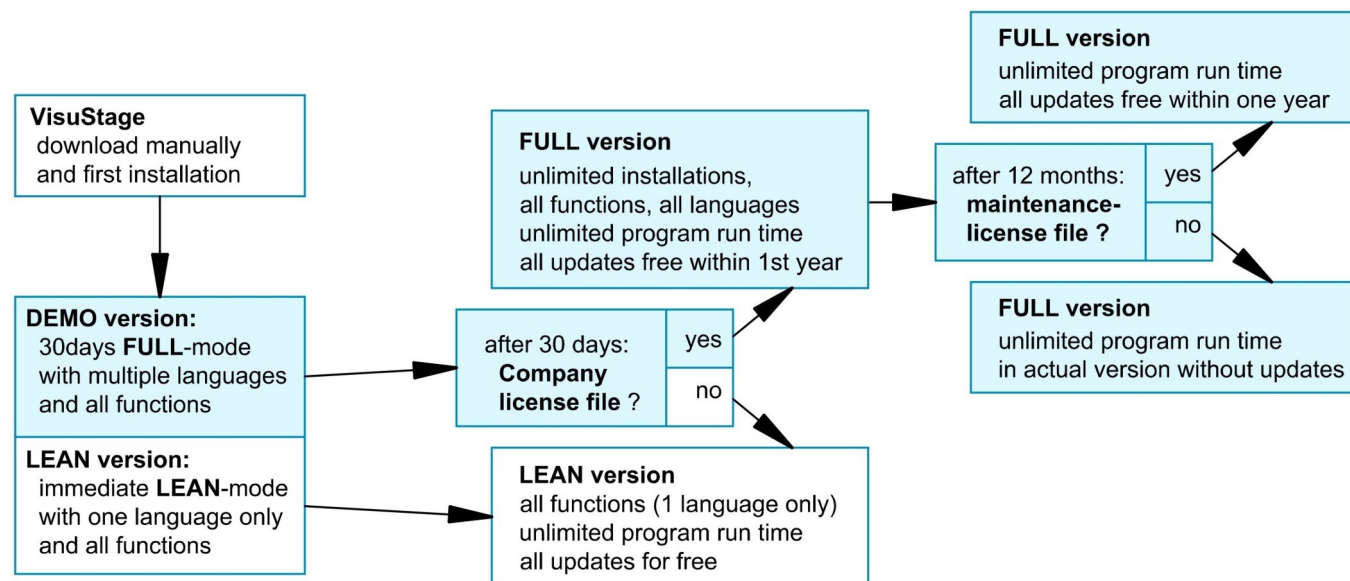 VisuStage
download manually
and first installation
DEMO version:
30days FULL-mode
with multiple languages
and all functions
LEAN version:
immediate LEAN-mode
with one language only
and all functions
after 30 days:
Company
license file ?
yes
no
FULL version
unlimited installations,
all functions, all languages
unlimited program run time
all updates free within 1st year
LEAN version
all functions (1 language only)
unlimited program run time
all updates for free
after 12 months:
maintenance-
license file ?
yes
no
FULL version
unlimited program run time
all updates free within one year
FULL version
unlimited program run time
in actual version without updates